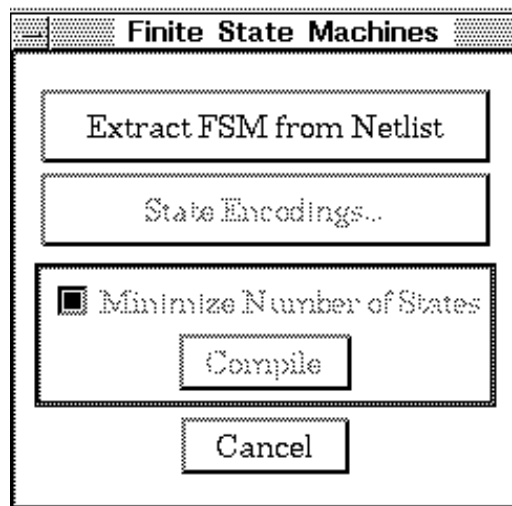 Finite State Machines
Extract FSM from Netlist
State Encodings...
Minimize Number of States
Compile
Cancel